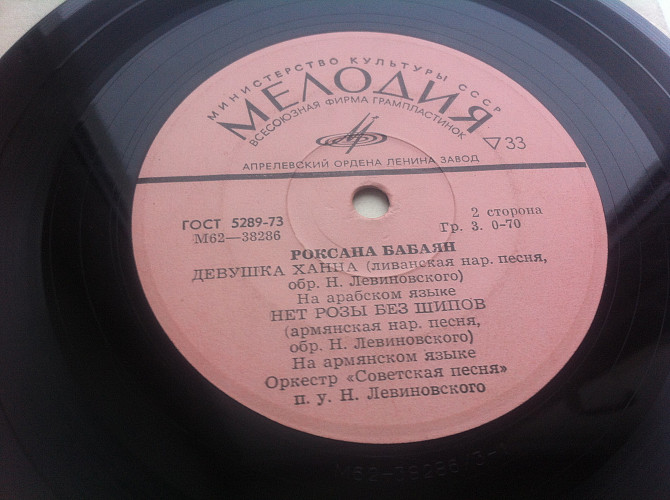 МИНИСТЕРСТВО КУЛЬТУРЫ СССР
МЕЛОДИЯ
ВСЕСОЮЗНАЯ ФИРМА ГРАМПЛАСТИНОК
33
АПРЕЛЕВСКИЙ ОРДЕНА ЛЕНИНА ЗАВОД
ГОСТ 5289-73
2 сторона
М62—38286
Гр. 3. 0-70
РОКСАНА БАБАЯН
ДЕВУШКА ХАННА (ливанская нар. песня,
обр. Н. Левиновского)
На арабском языке
НЕТ РОЗЫ БЕЗ ШИПОВ
(армянская нар. песня,
обр. Н. Левиновского)
На армянском языке
Оркестр «Советская песня»
п. у. Н. Левиновского